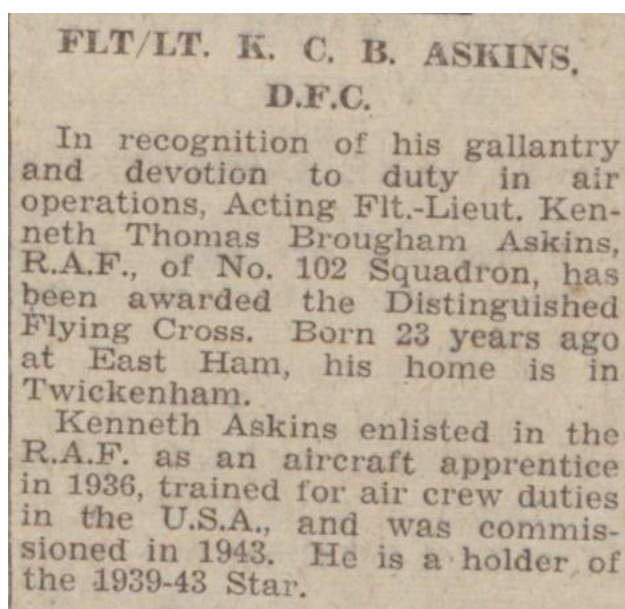 FLT/LT. K. C. B. ASKINS,
D.F.C.
In recognition of his gallantry
and devotion to duty in air
operations, Acting Flt.-Lieut. Ken-
neth Thomas Brougham Askins,
R.A.F., of No. 102 Squadron, has
been awarded the Distinguished
Flying Cross. Born 23 years ago
at East Ham, his home is in
Twickenham.
Kenneth Askins enlisted in the
R.A.F. as an aircraft apprentice
in 1936, trained for air crew duties
in the U.S.A., and was commis-
sioned in 1943. He is a holder of
the 1939-43 Star.